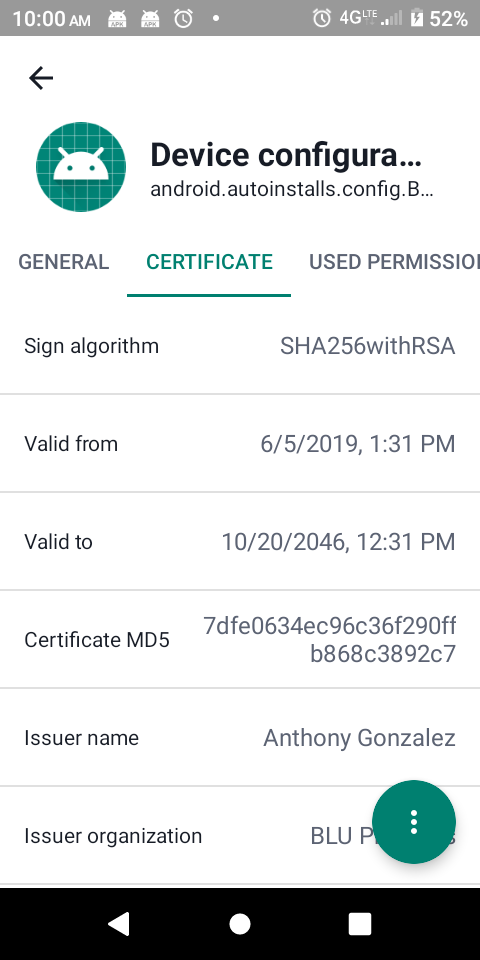 10:00 AM 4G LTE 52%
APK APK
Device configura...
android.autoinstalls.config.B...
GENERAL CERTIFICATE USED PERMISSIO
Sign algorithm SHA256withRSA
Valid from 6/5/2019, 1:31 PM
Valid to 10/20/2046, 12:31 PM
Certificate MD5 7dfe0634ec96c36f290ff
b868c3892c7
Issuer name Anthony Gonzalez
Issuer organization BLU